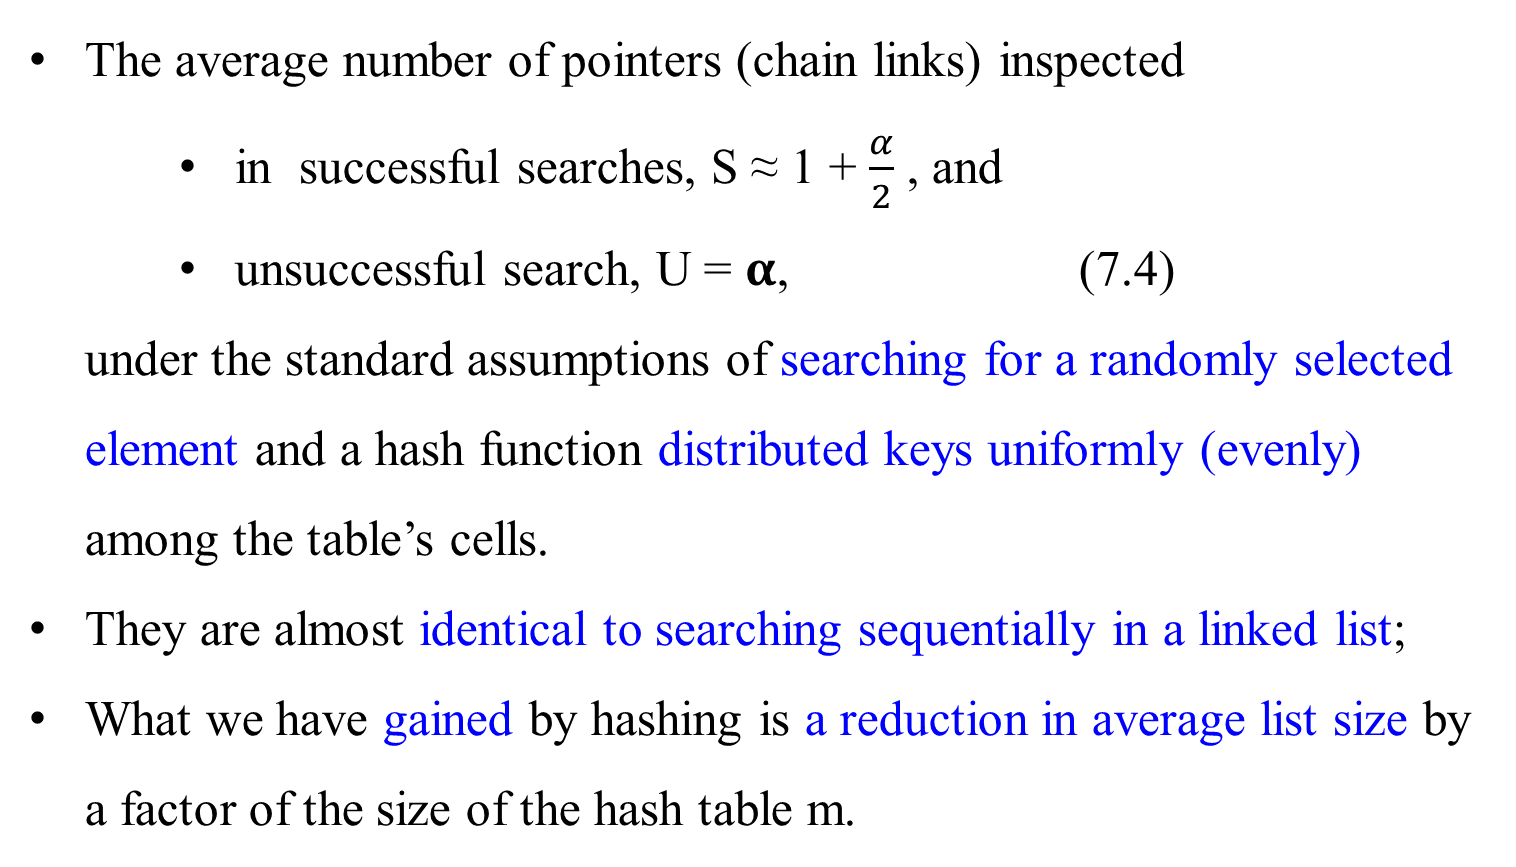 • The average number of pointers (chain links) inspected
• in successful searches, S ≈ 1 + α/2 , and
• unsuccessful search, U = α, (7.4)
under the standard assumptions of searching for a randomly selected
element and a hash function distributed keys uniformly (evenly)
among the table’s cells.
• They are almost identical to searching sequentially in a linked list;
• What we have gained by hashing is a reduction in average list size by
a factor of the size of the hash table m.